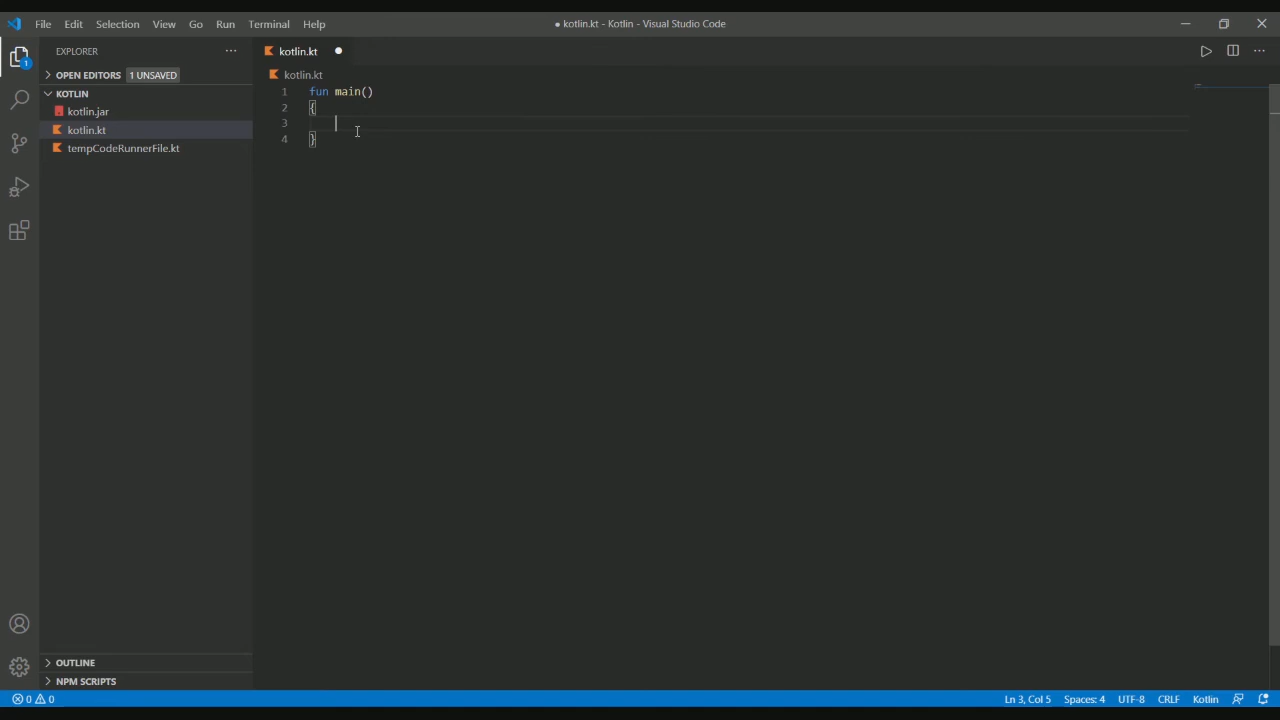 File Edit Selection View Go Run Terminal Help
● kotlin.kt - Kotlin - Visual Studio Code
EXPLORER
OPEN EDITORS 1 UNSAVED
KOTLIN
kotlin.jar
kotlin.kt
tempCodeRunnerFile.kt
OUTLINE
NPM SCRIPTS
1
kotlin.kt
kotlin.kt
1 fun main()
2 {
3
4 }
0 0
Ln 3, Col 5 Spaces: 4 UTF-8 CRLF Kotlin